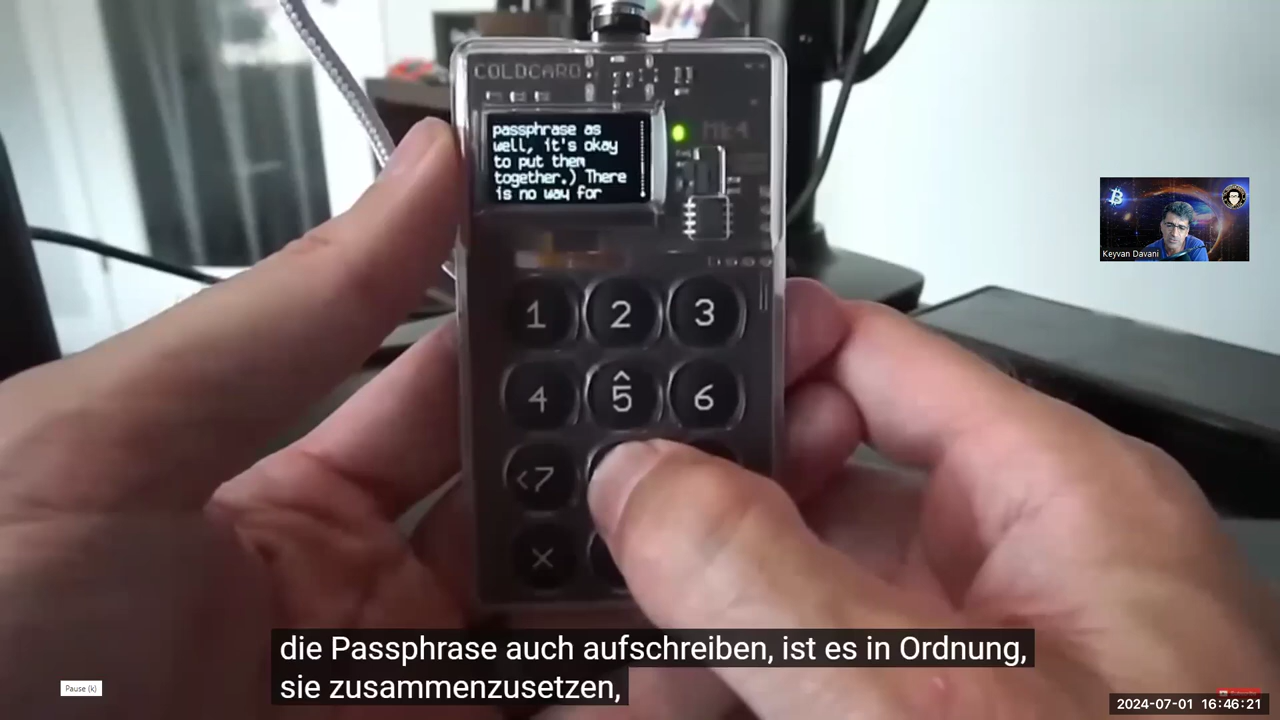 COLDCARD
passphrase as
well, it's okay
to put them
together.) There
is no way for
Mk4
1 2 3
4 ^5 6
<7
X
Keyvan Davani
die Passphrase auch aufschreiben, ist es in Ordnung,
sie zusammenzusetzen,
Pause (k)
2024-07-01 16:46:21